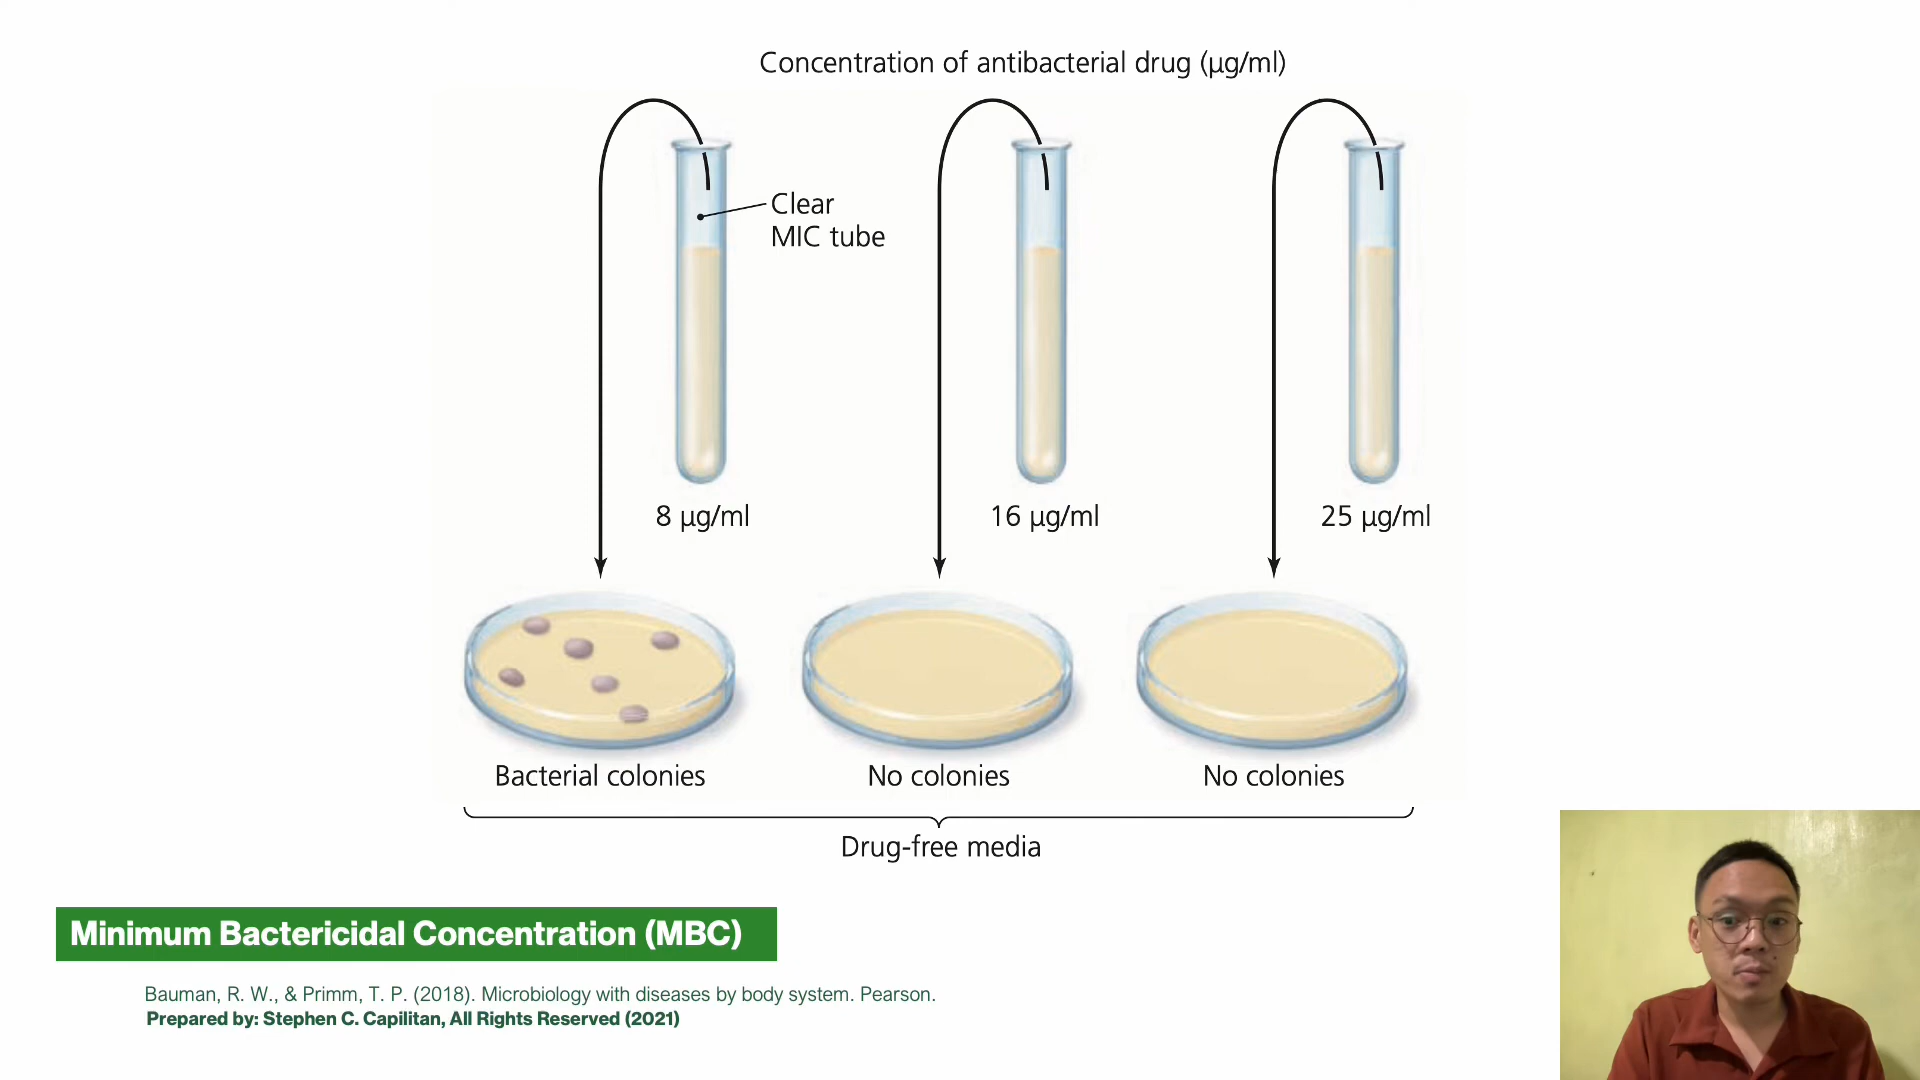 Concentration of antibacterial drug (µg/ml)
Clear
MIC tube
8 µg/ml
16 µg/ml
25 µg/ml
Bacterial colonies
No colonies
No colonies
Drug-free media
Minimum Bactericidal Concentration (MBC)
Bauman, R. W., & Primm, T. P. (2018). Microbiology with diseases by body system. Pearson.
Prepared by: Stephen C. Capilitan, All Rights Reserved (2021)